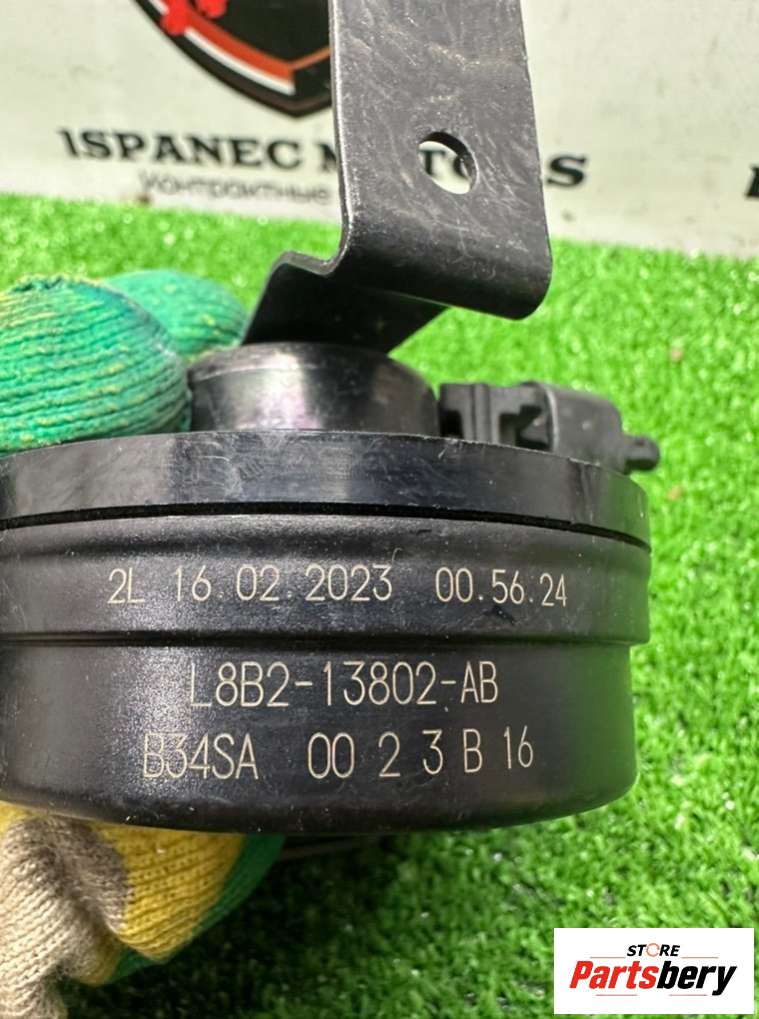 ISPANEC MOTORS
Контрактные
2L 16.02.2023 00.56.24
L8B2-13802-AB
B34SA 00 2 3 B 16
STORE
Partsbery